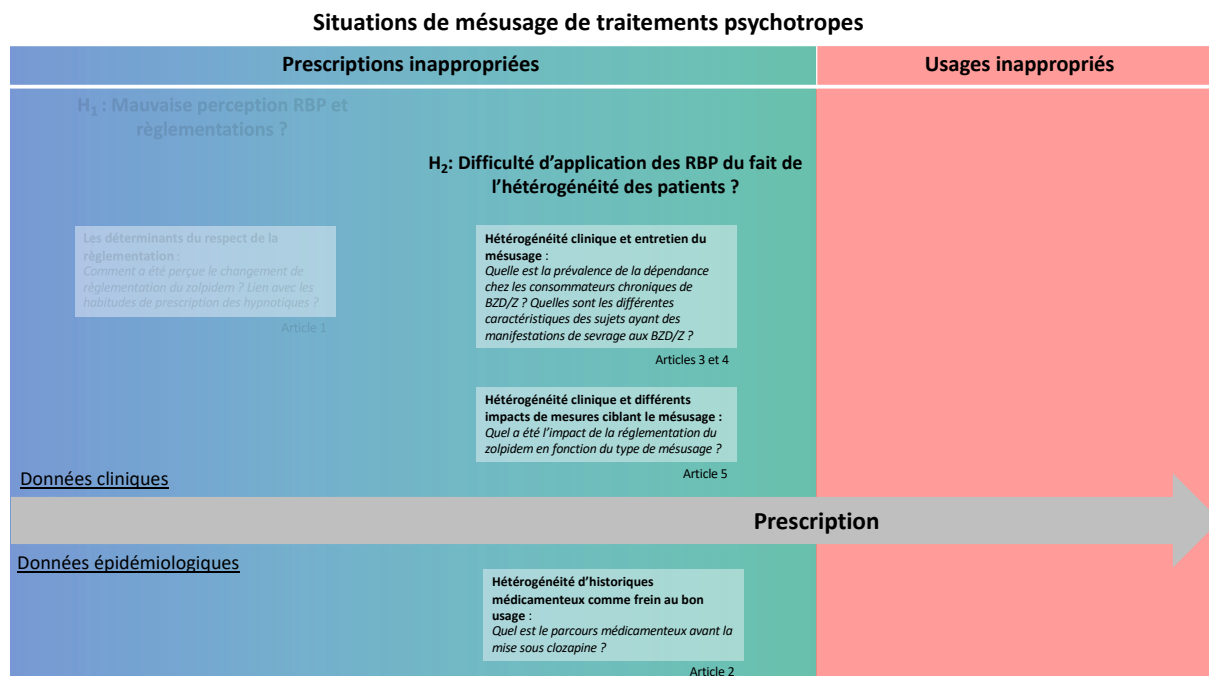 Situations de mésusage de traitements psychotropes
Prescriptions inappropriées
Usages inappropriés
H1 : Mauvaise perception RBP et
règlementations ?
H2: Difficulté d'application des RBP du fait de
l'hétérogénéité des patients ?
Les déterminants du respect de la
règlementation :
Comment a été perçue le changement de
règlementation du zolpidem ? Lien avec les
habitudes de prescription des hypnotiques ?
Article 1
Hétérogénéité clinique et entretien du
mésusage :
Quelle est la prévalence de la dépendance
chez les consommateurs chroniques de
BZD/Z ? Quelles sont les différentes
caractéristiques des sujets ayant des
manifestations de sevrage aux BZD/Z ?
Articles 3 et 4
Hétérogénéité clinique et différents
impacts de mesures ciblant le mésusage :
Quel a été l'impact de la réglementation du
zolpidem en fonction du type de mésusage ?
Article 5
Données cliniques
Prescription
Données épidémiologiques
Hétérogénéité d'historiques
médicamenteux comme frein au bon
usage :
Quel est le parcours médicamenteux avant la
mise sous clozapine ?
Article 2